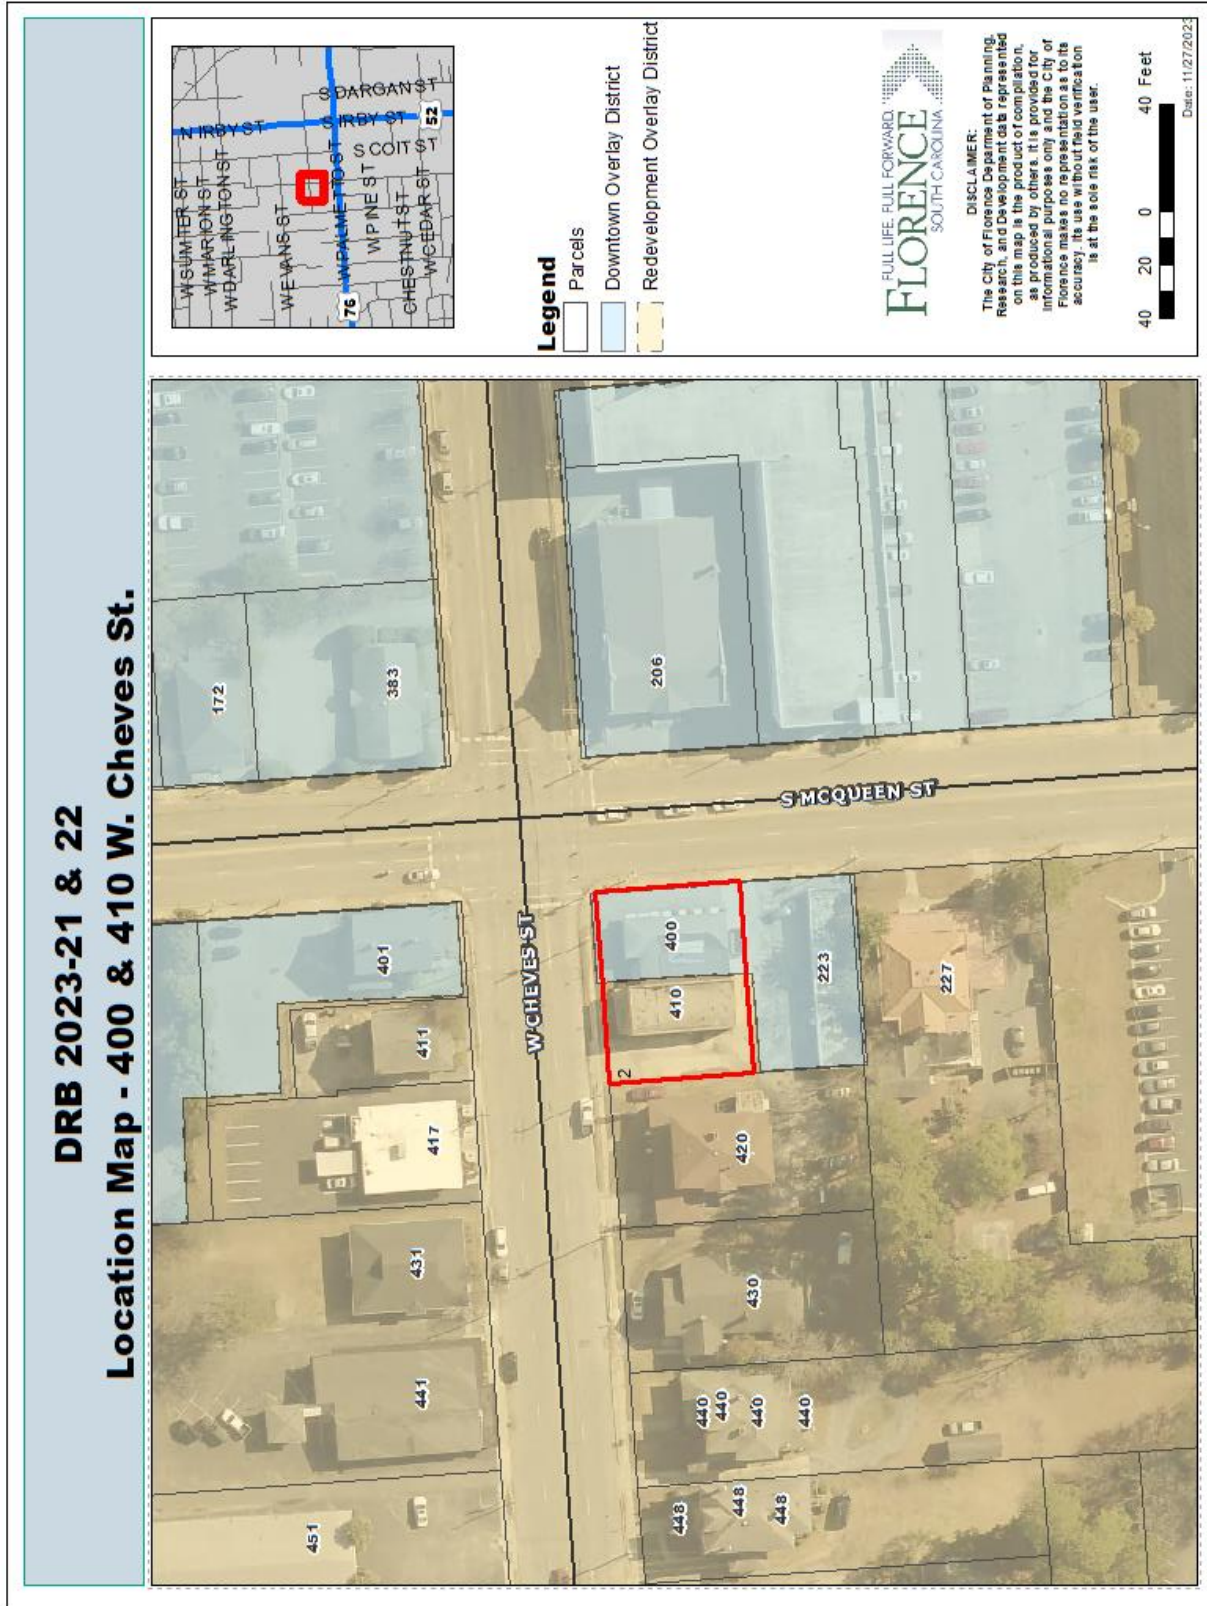 DRB 2023-21 & 22
Location Map - 400 & 410 W. Cheves St.
451
441
431
417
411
401
172
383
W CHEVES ST
S MCQUEEN ST
448
448
448
440
440
440
440
430
420
2
410
400
223
227
206
W SUMTER ST
W MARION ST
W DARLINGTON ST
W EVANS ST
W PALMETTO ST
W PINE ST
CHESTNUT ST
W CEDAR ST
N IRBY ST
S IRBY ST
S DARGAN ST
S COIT ST
76
52
Legend
Parcels
Downtown Overlay District
Redevelopment Overlay District
FULL LIFE. FULL FORWARD.
FLORENCE
SOUTH CAROLINA
DISCLAIMER:
The City of Florence Deparment of Planning,
Research, and Development data represented
on this map is the product of compilation,
as produced by others. It is provided for
informational purposes only and the City of
Florence makes no representation as to its
accuracy. Its use without field verification
is at the sole risk of the user.
40 20 0 40 Feet
Date: 11/27/2023